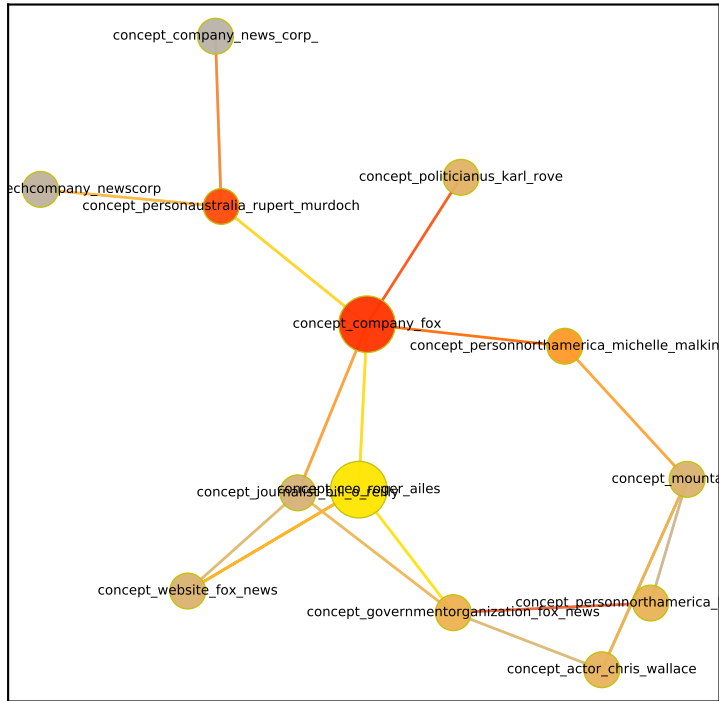 concept_company_news_corp_
echcompany_newscorp
concept_politicianus_karl_rove
concept_personaustralia_rupert_murdoch
concept_company_fox
concept_personnorthamerica_michelle_malkin
concept_mounta
concept_ceo_roger_ailes
concept_journalist_bill_o_reilly
concept_website_fox_news
concept_personnorthamerica_
concept_governmentorganization_fox_news
concept_actor_chris_wallace